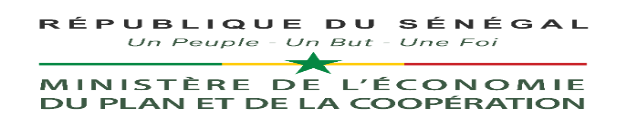 RÉPUBLIQUE DU SÉNÉGAL
Un Peuple - Un But - Une Foi
MINISTÈRE DE L'ÉCONOMIE
DU PLAN ET DE LA COOPÉRATION